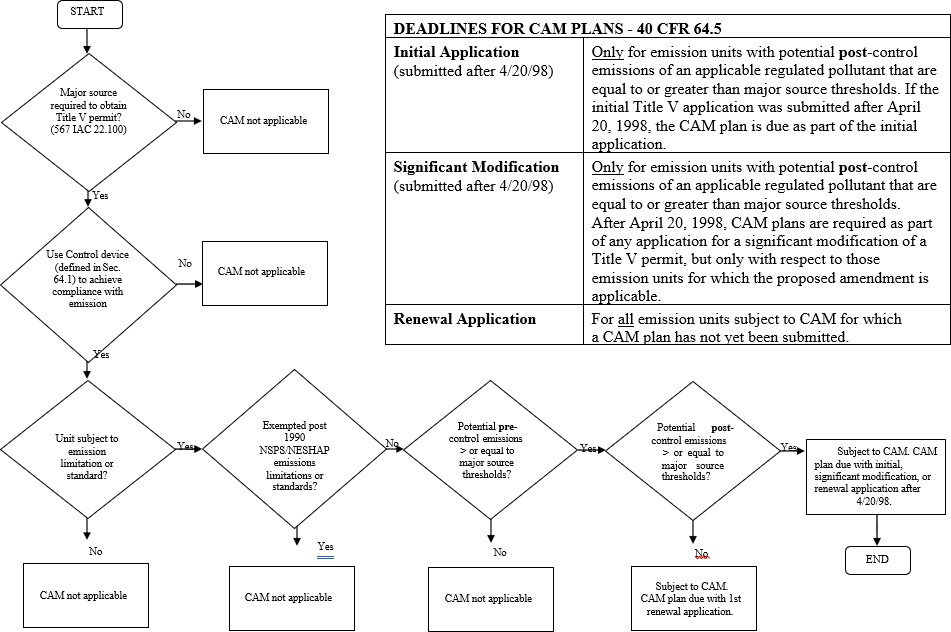 START
Major source
required to obtain
Title V permit?
(567 IAC 22.100)
No
CAM not applicable
Yes
Use Control device
(defined in Sec.
64.1) to achieve
compliance with
emission
No
CAM not applicable
Yes
DEADLINES FOR CAM PLANS - 40 CFR 64.5
Initial Application
(submitted after 4/20/98)
Only for emission units with potential post-control
emissions of an applicable regulated pollutant that are
equal to or greater than major source thresholds. If the
initial Title V application was submitted after April
20, 1998, the CAM plan is due as part of the initial
application.
Significant Modification
(submitted after 4/20/98)
Only for emission units with potential post-control
emissions of an applicable regulated pollutant that are
equal to or greater than major source thresholds.
After April 20, 1998, CAM plans are required as part
of any application for a significant modification of a
Title V permit, but only with respect to those
emission units for which the proposed amendment is
applicable.
Renewal Application
For all emission units subject to CAM for which
a CAM plan has not yet been submitted.
Unit subject to
emission
limitation or
standard?
Yes
No
CAM not applicable
Exempted post
1990
NSPS/NESHAP
emissions
limitations or
standards?
No
Yes
CAM not applicable
Potential pre-
control emissions
> or equal to
major source
thresholds?
Yes
No
CAM not applicable
Potential post-
control emissions
> or equal to
major source
thresholds?
Yes
No
Subject to CAM.
CAM plan due with 1st
renewal application.
Subject to CAM. CAM
plan due with initial,
significant modification, or
renewal application after
4/20/98.
END